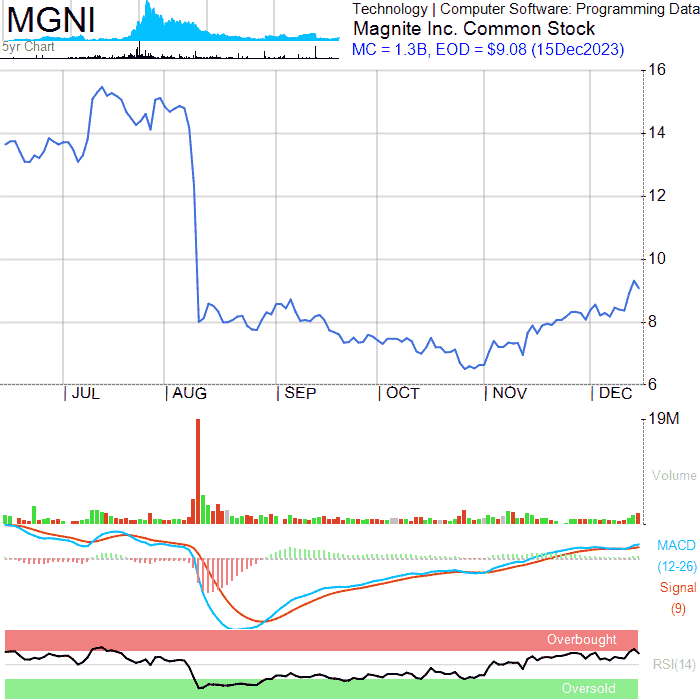 MGNI
5yr Chart
Technology | Computer Software: Programming Data
Magnite Inc. Common Stock
MC = 1.3B, EOD = $9.08 (15Dec2023)
16
14
12
10
8
6
JUL AUG SEP OCT NOV DEC
19M
Volume
MACD
(12-26)
Signal
(9)
Overbought
RSI(14)
Oversold